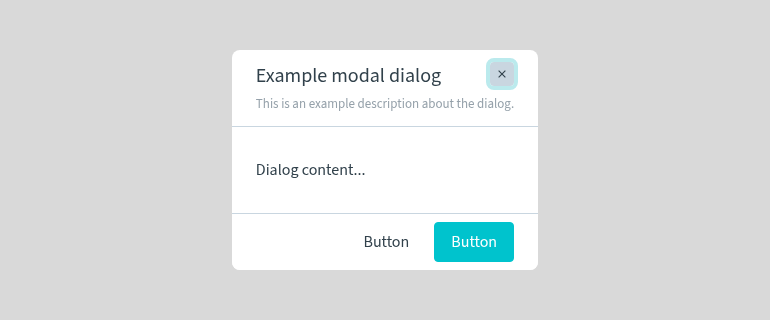 Example modal dialog
This is an example description about the dialog.
Dialog content...
Button
Button